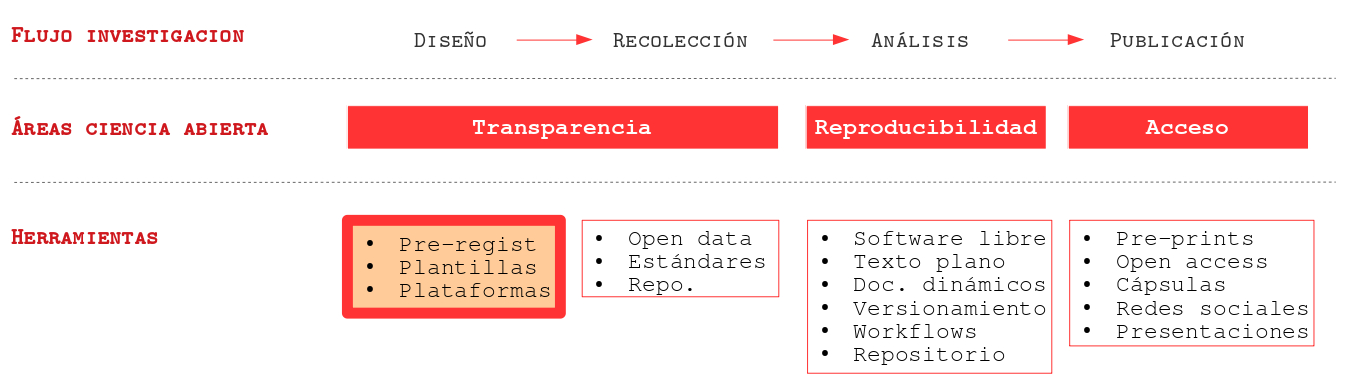 FLUJO INVESTIGACION
DISEÑO RECOLECCIÓN ANÁLISIS PUBLICACIÓN
ÁREAS CIENCIA ABIERTA
Transparencia Reproducibilidad Acceso
HERRAMIENTAS
• Pre-regist
• Plantillas
• Plataformas
• Open data
• Estándares
• Repo.
• Software libre
• Texto plano
• Doc. dinámicos
• Versionamiento
• Workflows
• Repositorio
• Pre-prints
• Open access
• Cápsulas
• Redes sociales
• Presentaciones